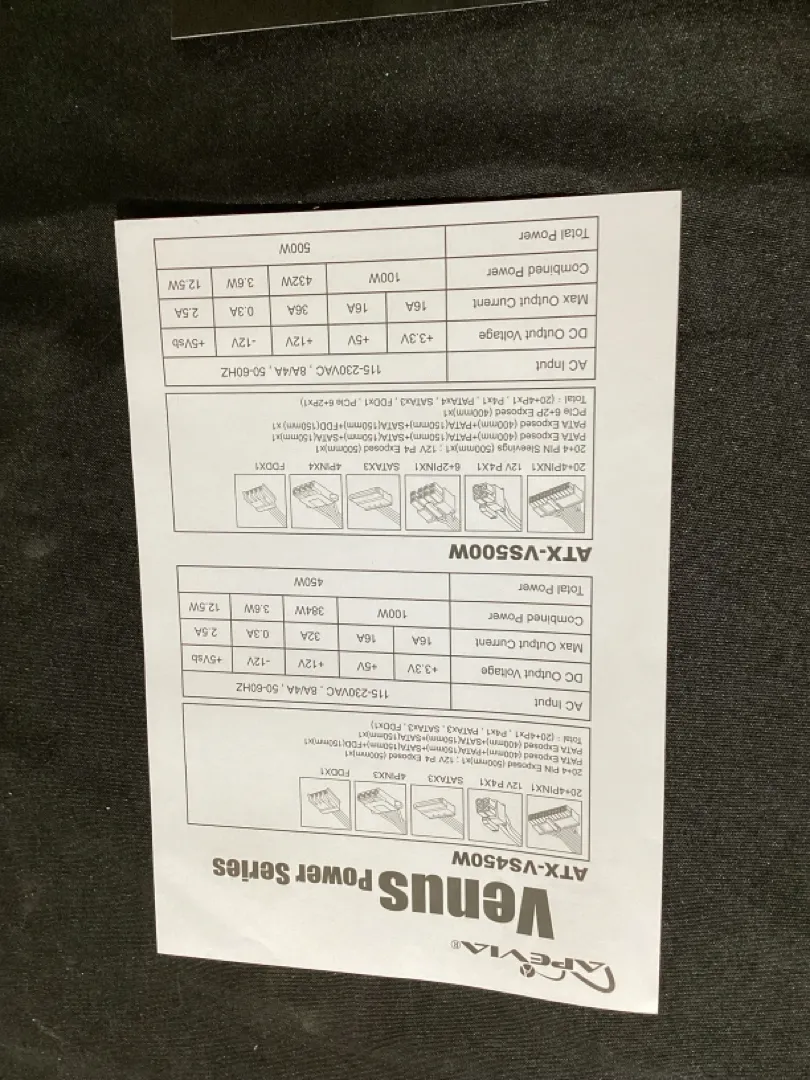 APEVIA®
Venus Power Series
ATX-VS450W
20+4PINX1 12V P4X1 SATAX3 4PINX3 FDDX1
20+4 PIN Exposed (500mm)x1 ; 12V P4 Exposed (500mm)x1
PATA Exposed (400mm)+PATA(150mm)+SATA(150mm)+FDD(150mm)x1
PATA Exposed (400mm)+SATA(150mm)+SATA(150mm)x1
Total : (20+4Px1 , P4x1 , PATAx3 , SATAx3 , FDDx1)
AC Input 115-230VAC , 8A/4A , 50-60HZ
DC Output Voltage +3.3V +5V +12V -12V +5Vsb
Max Output Current 16A 16A 32A 0.3A 2.5A
Combined Power 100W 384W 3.6W 12.5W
Total Power 450W
ATX-VS500W
20+4PINX1 12V P4X1 6+2PINX1 SATAX3 4PINX4 FDDX1
20+4 PIN Sleevings (500mm)x1 ; 12V P4 Exposed (500mm)x1
PATA Exposed (400mm)+PATA(150mm)+SATA(150mm)+SATA(150mm)x1
PATA Exposed (400mm)+PATA(150mm)+SATA(150mm)+FDD(150mm) x1
PCIe 6+2P Exposed (400mm)x1
Total : (20+4Px1 , P4x1 , PATAx4 , SATAx3 , FDDx1 , PCIe 6+2Px1)
AC Input 115-230VAC , 8A/4A , 50-60HZ
DC Output Voltage +3.3V +5V +12V -12V +5Vsb
Max Output Current 16A 16A 36A 0.3A 2.5A
Combined Power 100W 432W 3.6W 12.5W
Total Power 500W